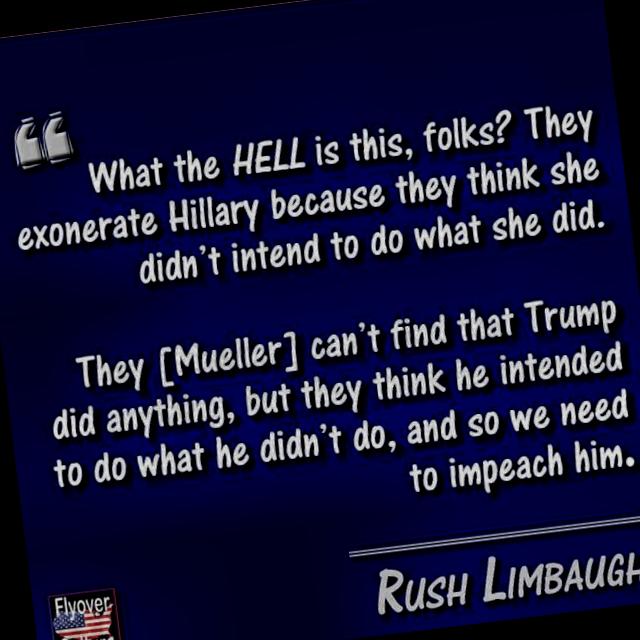 ❝ What the HELL is this, folks? They
exonerate Hillary because they think she
didn't intend to do what she did.
They [Mueller] can't find that Trump
did anything, but they think he intended
to do what he didn't do, and so we need
to impeach him.
RUSH LIMBAUGH
Flyover